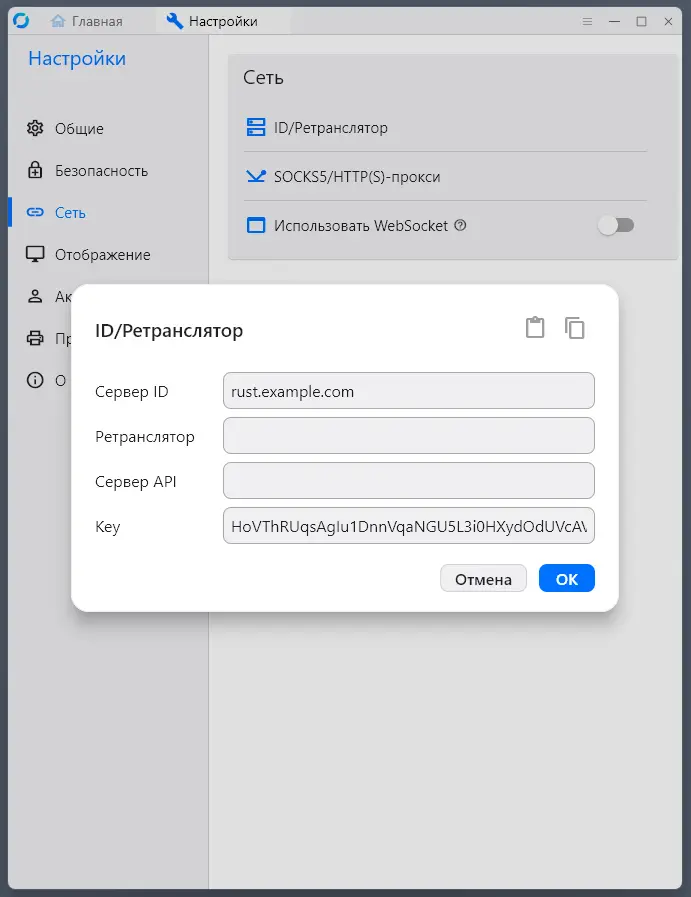 Главная
Настройки
Настройки
Общие
Безопасность
Сеть
Отображение
Ак
Пр
О
Сеть
ID/Ретранслятор
SOCKS5/HTTP(S)-прокси
Использовать WebSocket
ID/Ретранслятор
Сервер ID
rust.example.com
Ретранслятор
Сервер API
Key
HoVThRUqsAgIu1DnnVqaNGU5L3i0HXydOdUVcA
Отмена
OK